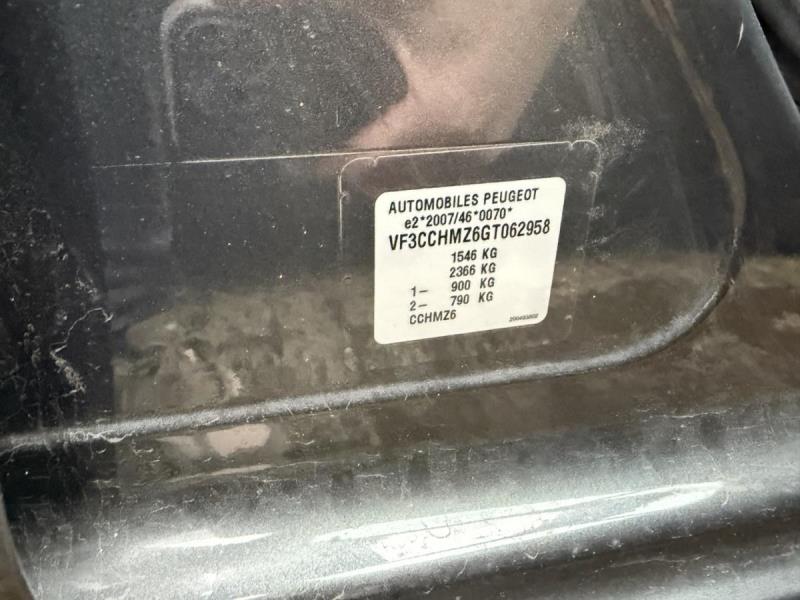 AUTOMOBILES PEUGEOT
e2*2007/46*0070*
VF3CCHMZ6GT062958
1546 KG
2366 KG
1- 900 KG
2- 790 KG
CCHMZ6